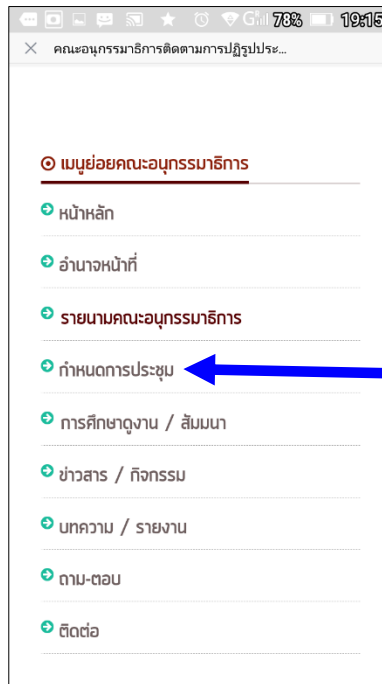 78% 19:15
คณะอนุกรรมาธิการติดตามการปฏิรูปประ...
เมนูย่อยคณะอนุกรรมาธิการ
หน้าหลัก
อำนาจหน้าที่
รายนามคณะอนุกรรมาธิการ
กำหนดการประชุม
การศึกษาดูงาน / สัมมนา
ข่าวสาร / กิจกรรม
บทความ / รายงาน
ถาม-ตอบ
ติดต่อ